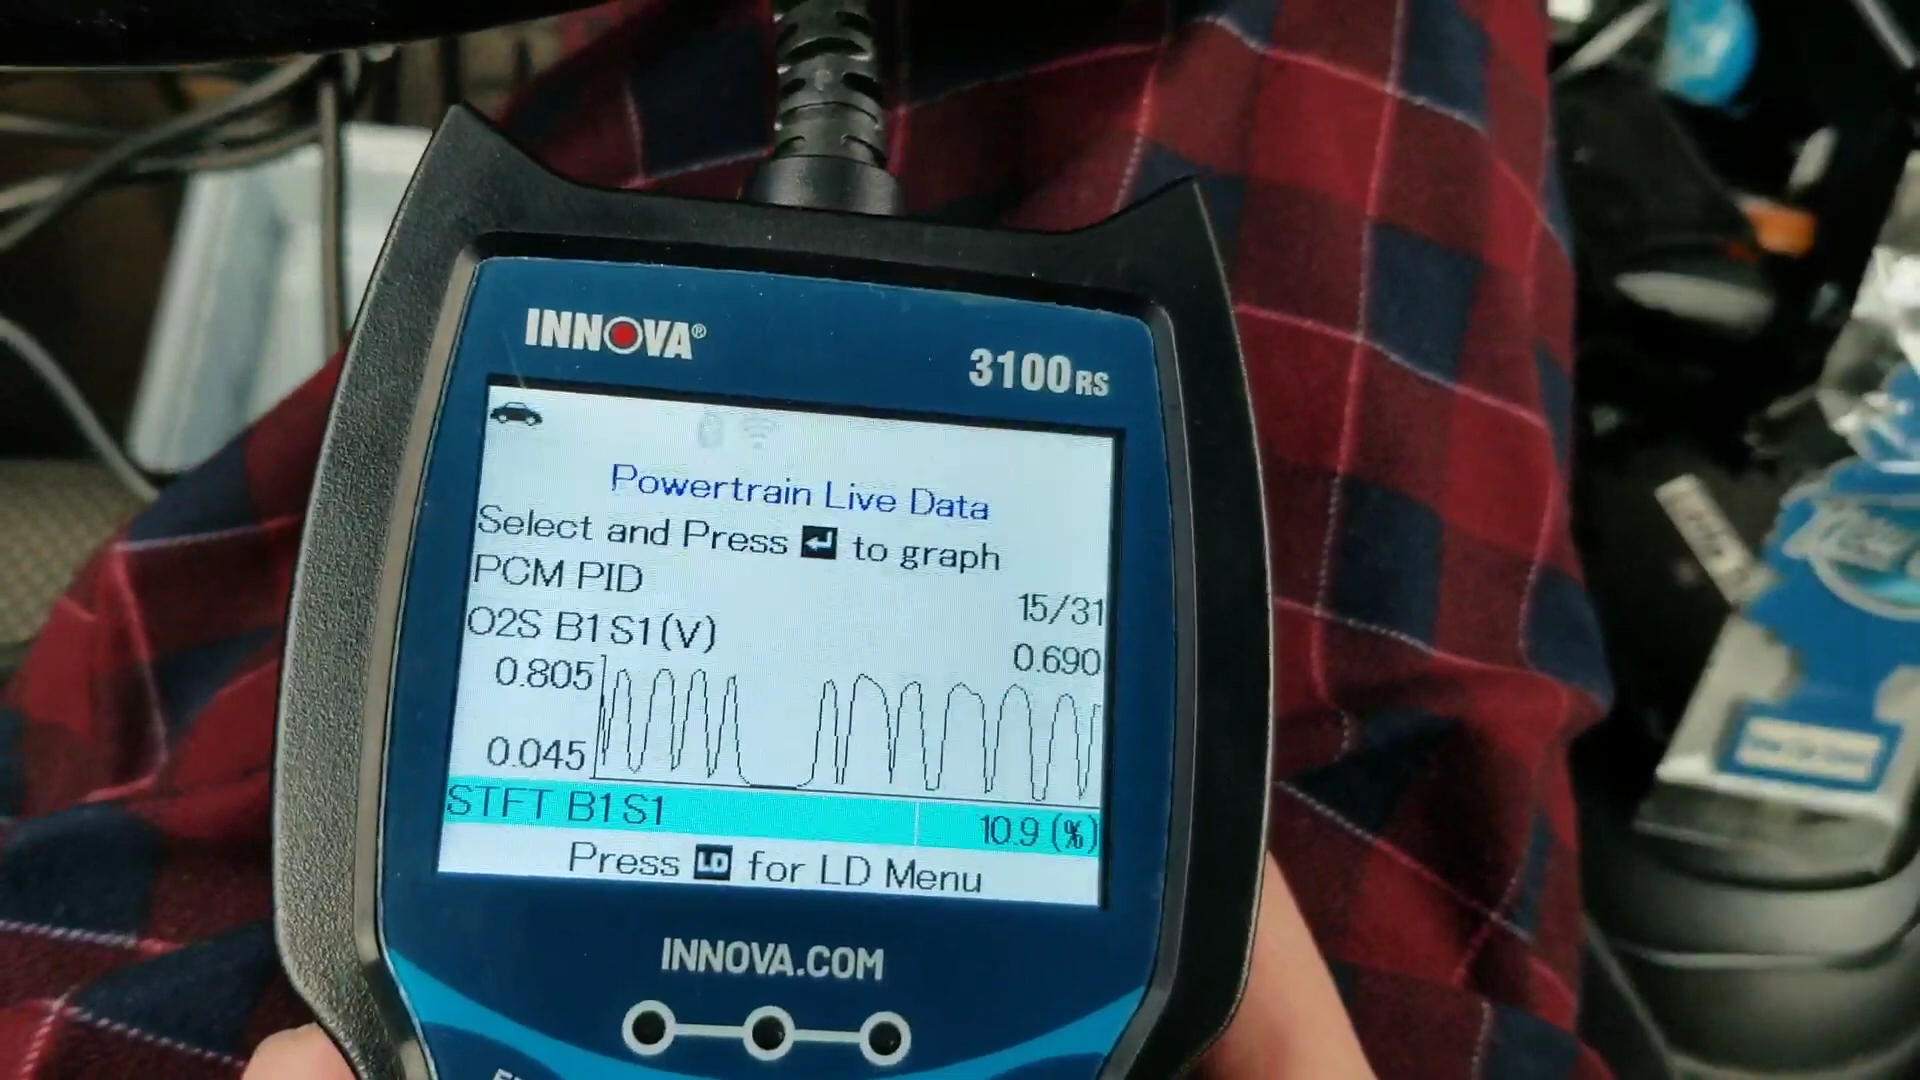 INNOVA®
3100RS
Powertrain Live Data
Select and Press to graph
PCM PID
15/31
O2S B1S1(V)
0.690
0.805
0.045
STFT B1S1 10.9 (%)
Press LD for LD Menu
INNOVA.COM